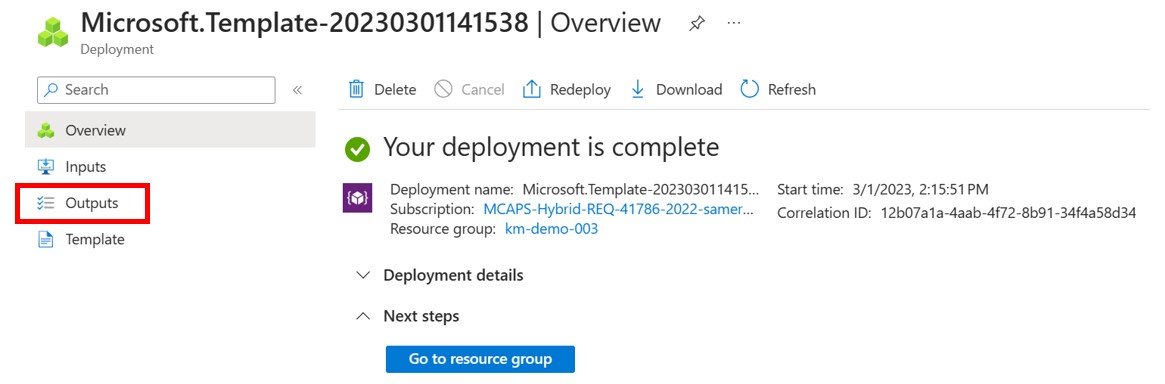 Microsoft.Template-20230301141538 | Overview
Deployment
Search
Overview
Inputs
Outputs
Template
Delete
Cancel
Redeploy
Download
Refresh
Your deployment is complete
Deployment name: Microsoft.Template-202303011415...
Subscription: MCAPS-Hybrid-REQ-41786-2022-samer...
Resource group: km-demo-003
Start time: 3/1/2023, 2:15:51 PM
Correlation ID: 12b07a1a-4aab-4f72-8b91-34f4a58d34
Deployment details
Next steps
Go to resource group